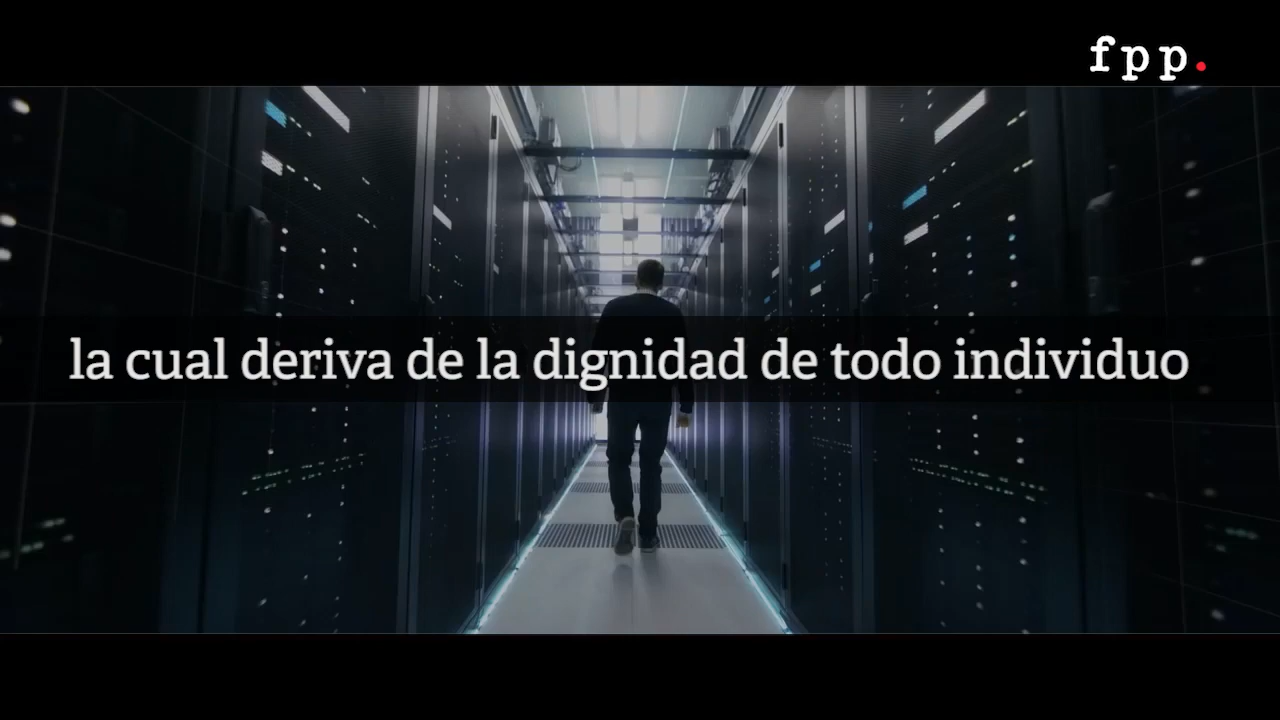 fpp.
la cual deriva de la dignidad de todo individuo